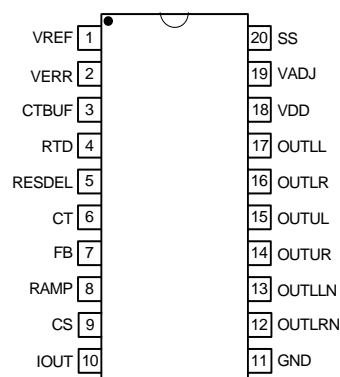 VREF 1 20 SS
VERR 2 19 VADJ
CTBUF 3 18 VDD
RTD 4 17 OUTLL
RESDEL 5 16 OUTLR
CT 6 15 OUTUL
FB 7 14 OUTUR
RAMP 8 13 OUTLLN
CS 9 12 OUTLRN
IOUT 10 11 GND